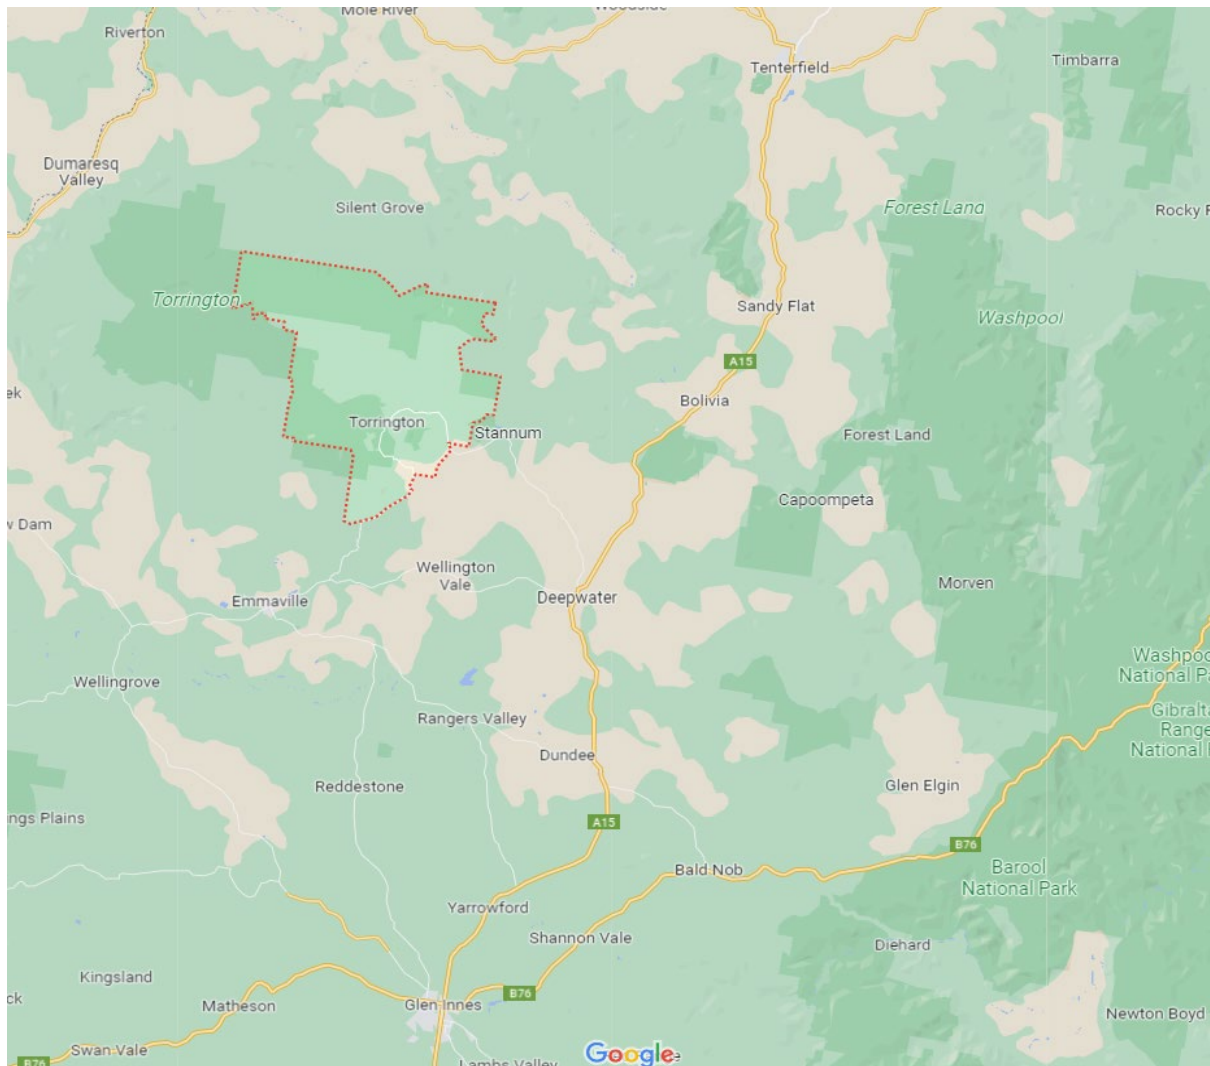 Mole River
Woodside
Riverton
Timbarra
Tenterfield
Dumaresq
Valley
Silent Grove
Forest Land
Rocky R
Torrington
Sandy Flat
Washpool
A15
ek
Bolivia
Torrington
Stannum
Forest Land
Capoompeta
w Dam
Wellington
Vale
Morven
Emmaville
Deepwater
Washpoo
National Pa
Wellingrove
Gibralta
Range
National
Rangers Valley
Dundee
Reddestone
Glen Elgin
ngs Plains
A15
B76
Bald Nob
Barool
National Park
Yarrowford
Shannon Vale
Diehard
Kingsland
B76
ck
Matheson
Glen Innes
Newton Boyd
Swan Vale
B76
Lambs Valley
Google
e